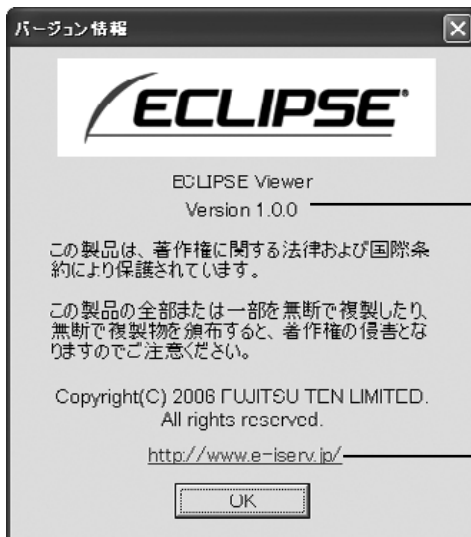 バージョン情報
ECLIPSE
ECLIPSE Viewer
Version 1.0.0
この製品は、著作権に関する法律および国際条
約により保護されています。
この製品の全部または一部を無断で複製したり、
無断で複製物を頒布すると、著作権の侵害とな
りますのでご注意ください。
Copyright(C) 2006 FUJITSU TEN LIMITED.
All rights reserved.
http://www.e-iserv.jp/
OK